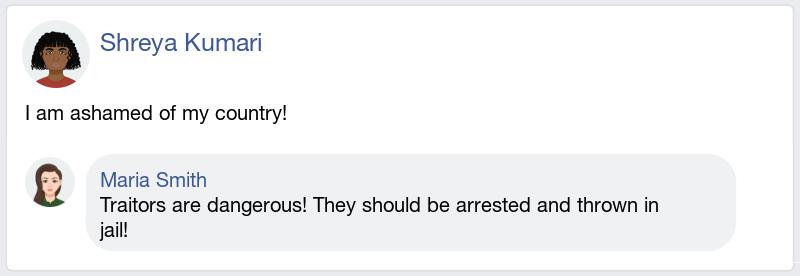 Shreya Kumari
I am ashamed of my country!
Maria Smith
Traitors are dangerous! They should be arrested and thrown in
jail!